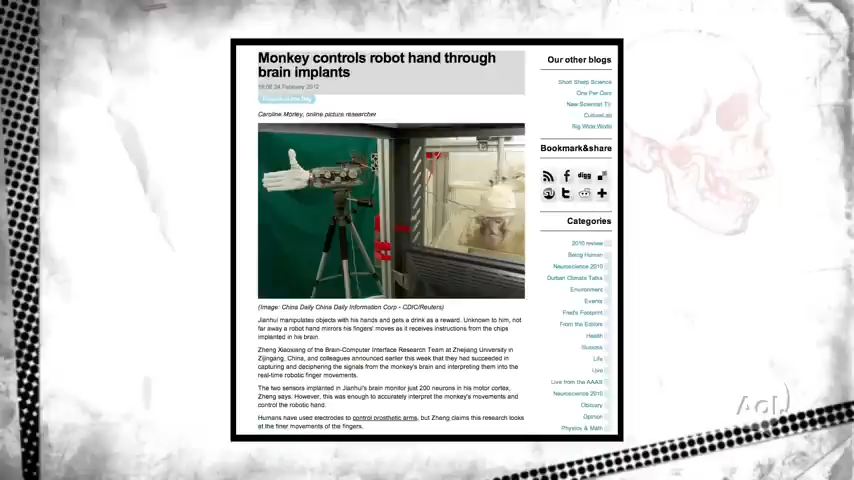 Monkey controls robot hand through
brain implants
24 February 2012
Caroline Morley, online picture researcher
(Image: China Daily China Daily Information Corp - CDIC/Reuters)
Jianhui manipulates objects with his hands and gets a drink as a reward. Unknown to him, not
far away a robot hand mirrors his fingers' moves as it receives instructions from the chips
implanted in his brain.
Zheng Xiaoxiang of the Brain-Computer Interface Research Team at Zhejiang University in
Zijingang, China, and colleagues announced earlier this week that they had succeeded in
capturing and deciphering the signals from the monkey's brain and interpreting them into the
real-time robotic finger movements.
The two sensors implanted in Jianhui's brain monitor just 200 neurons in his motor cortex,
Zheng says. However, this was enough to accurately interpret the monkey's movements and
control the robotic hand.
Humans have used electrodes to control prosthetic arms, but Zheng claims this research looks
at the finer movements of the fingers.
Our other blogs
Short Sharp Science
One Per Cent
New Scientist TV
CultureLab
Big Wide World
Bookmark&share
digg
Categories
2010 review
Being Human
Neuroscience 2010
Durban Climate Talks
Environment
Events
Fred's Footprint
From the Editors
Health
Illusions
Life
Live
Live from the AAAS
Neuroscience 2010
Obituary
Opinion
Physics & Math